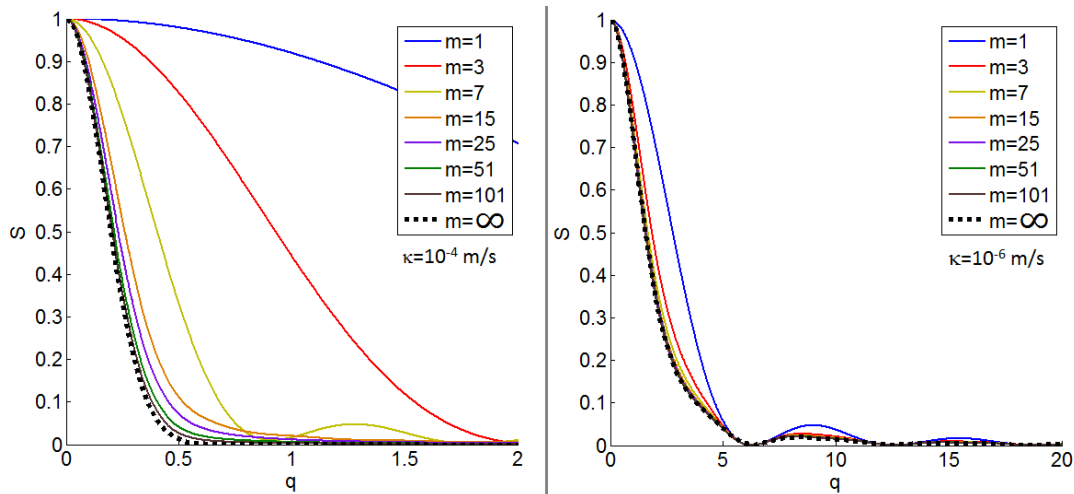 1
0.9
0.8
0.7
0.6
0.5
0.4
0.3
0.2
0.1
0
S
0
0.5
1
1.5
2
q
m=1
m=3
m=7
m=15
m=25
m=51
m=101
m=∞
κ=10⁻⁴ m/s
1
0.9
0.8
0.7
0.6
0.5
0.4
0.3
0.2
0.1
0
S
0
5
10
15
20
q
m=1
m=3
m=7
m=15
m=25
m=51
m=101
m=∞
κ=10⁻⁶ m/s